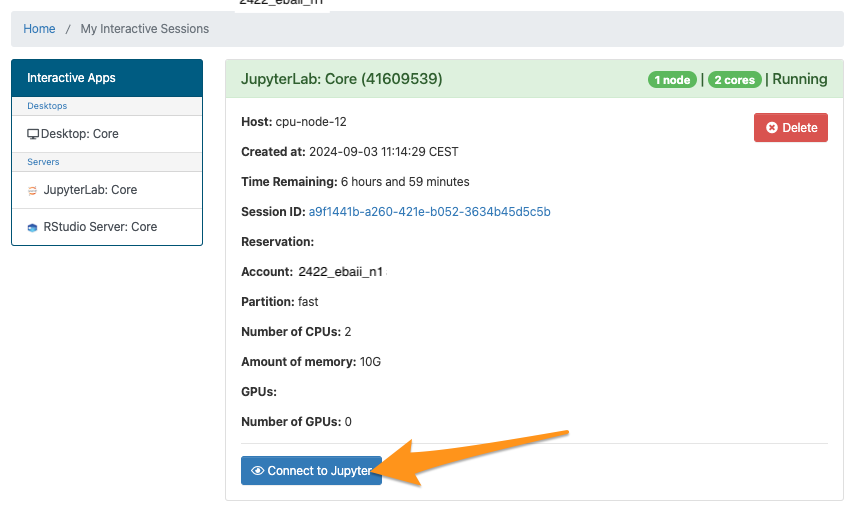 2422_ebaii_n1
Home / My Interactive Sessions
Interactive Apps
Desktops
Desktop: Core
Servers
JupyterLab: Core
RStudio Server: Core
JupyterLab: Core (41609539)
1 node | 2 cores | Running
Host: cpu-node-12
Delete
Created at: 2024-09-03 11:14:29 CEST
Time Remaining: 6 hours and 59 minutes
Session ID: a9f1441b-a260-421e-b052-3634b45d5c5b
Reservation:
Account: 2422_ebaii_n1
Partition: fast
Number of CPUs: 2
Amount of memory: 10G
GPUs:
Number of GPUs: 0
Connect to Jupyter